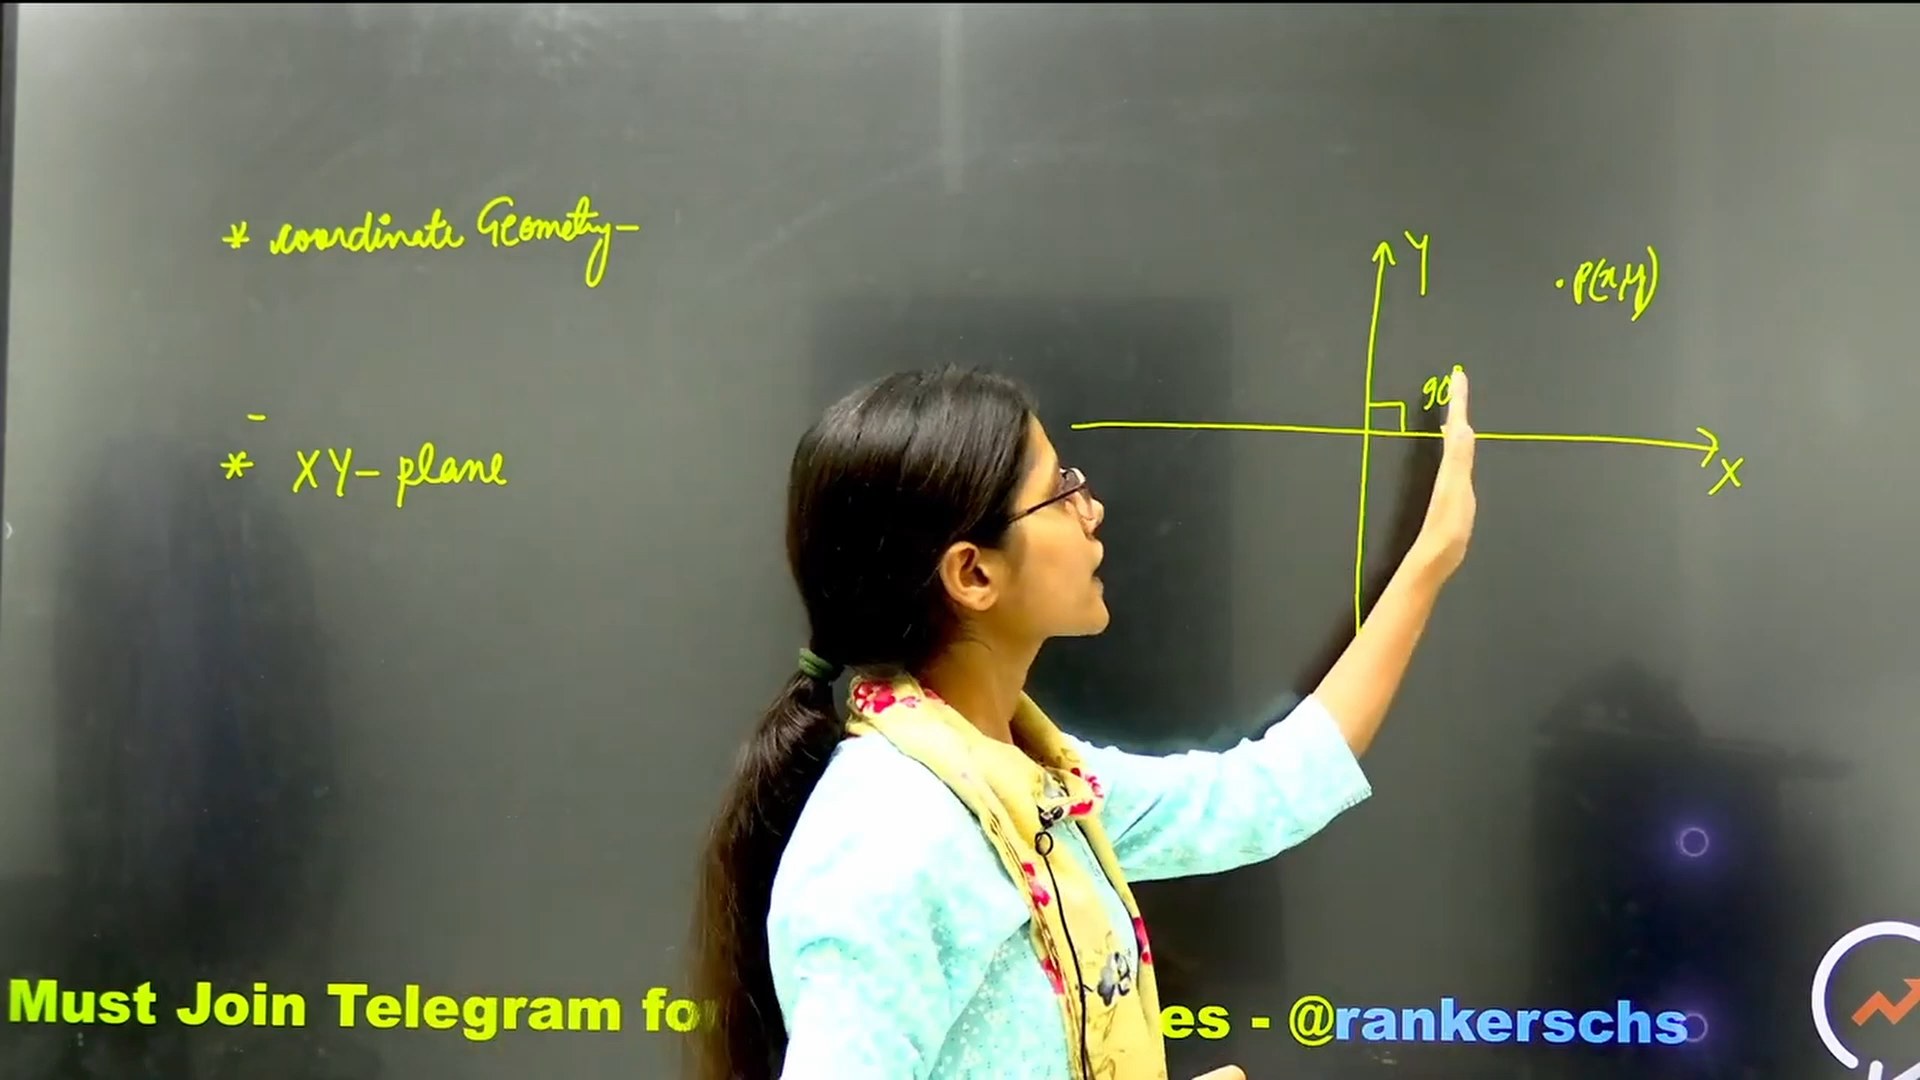 * coordinate Geometry-
Y
. P(x,y)
90°
X
-
* XY- plane
Must Join Telegram fo
es - @rankerschs